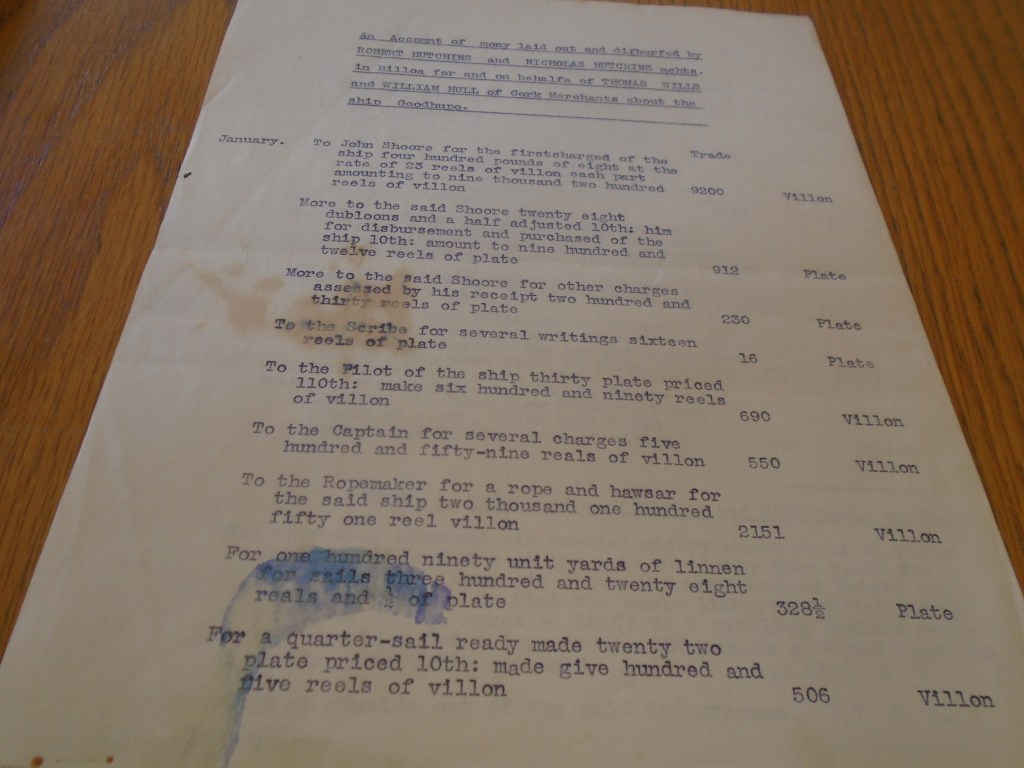 An Account of mony laid out and difburfed by
ROBERT HUTCHINS and NICHOLAS HUTCHINS mchts.
in Billoa for and on behalfe of THOMAS WILLS
and WILLIAM HULL of Cork Merchants about the
ship Goodhupe.
January. To John Shoore for the firstcharged of the Trade
ship four hundred pounds of eight at the
rate of 23 reels of villon each part
amounting to nine thousand two hundred
reels of villon 9200 Villon
More to the said Shoore twenty eight
dubloons and a half adjusted 10th: him
for disbursement and purchased of the
ship 10th: amount to nine hundred and
twelve reels of plate 912 Plate
More to the said Shoore for other charges
assessed by his receipt two hundred and
thirty reels of plate 230 Plate
To the Scribe for several writings sixteen
reels of plate 16 Plate
To the Pilot of the ship thirty plate priced
110th: make six hundred and ninety reels
of villon 690 Villon
To the Captain for several charges five
hundred and fifty-nine reals of villon 550 Villon
To the Ropemaker for a rope and hawsar for
the said ship two thousand one hundred
fifty one reel villon 2151 Villon
For one hundred ninety unit yards of linnen
for sails three hundred and twenty eight
reals and ½ of plate 328½ Plate
For a quarter-sail ready made twenty two
plate priced 10th: made give hundred and
five reels of villon 506 Villon